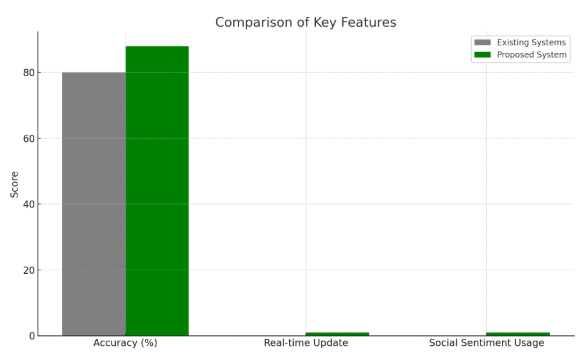 Comparison of Key Features
Existing Systems
Proposed System
80
60
40
20
0
Score
Accuracy (%)
Real-time Update
Social Sentiment Usage